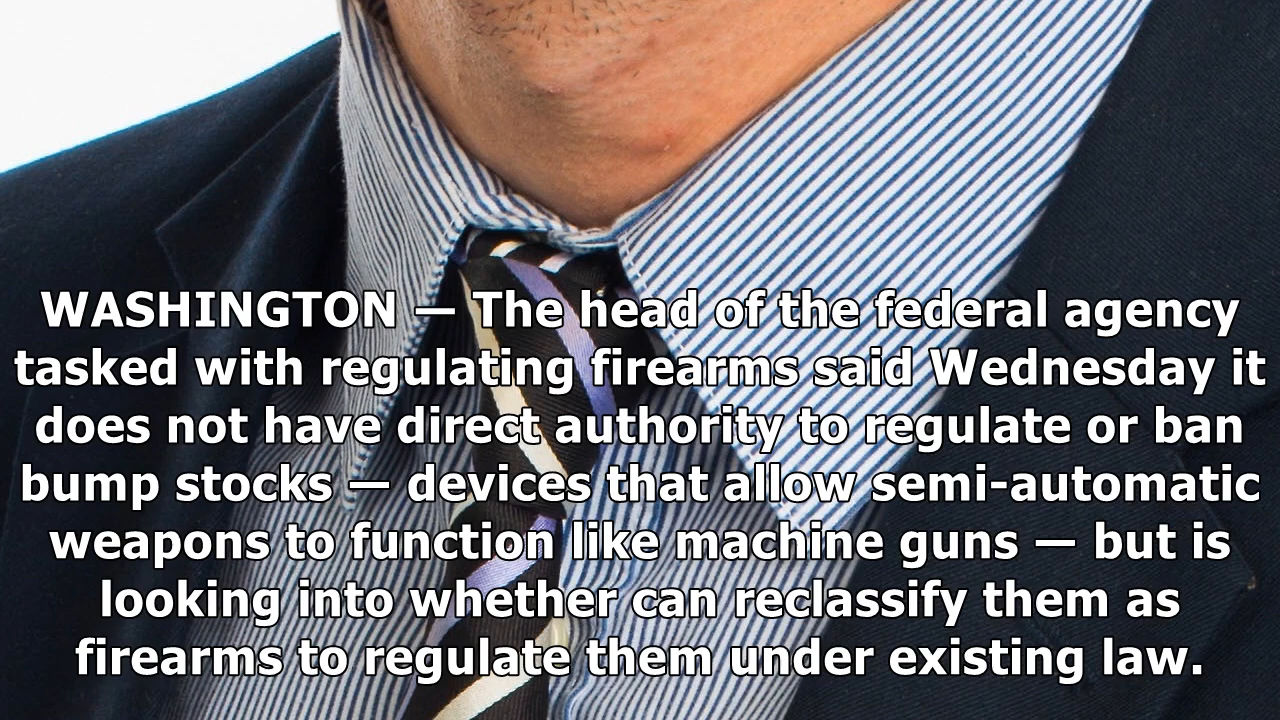 WASHINGTON — The head of the federal agency
tasked with regulating firearms said Wednesday it
does not have direct authority to regulate or ban
bump stocks — devices that allow semi-automatic
weapons to function like machine guns — but is
looking into whether can reclassify them as
firearms to regulate them under existing law.